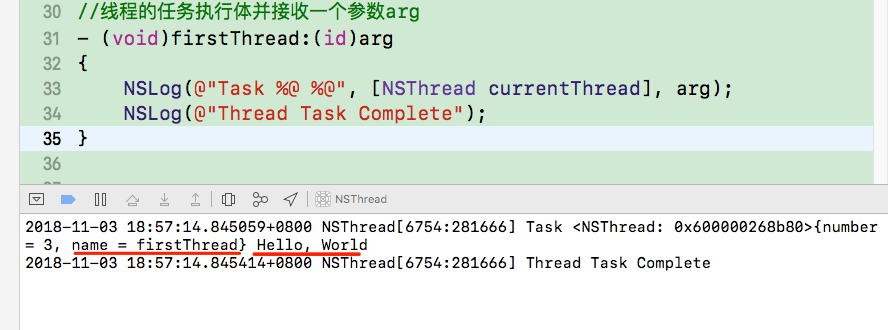 30 //线程的任务执行体并接收一个参数arg
31 - (void)firstThread:(id)arg
32 {
33 NSLog(@"Task %@ %@", [NSThread currentThread], arg);
34 NSLog(@"Thread Task Complete");
35 }
36
NSThread
2018-11-03 18:57:14.845059+0800 NSThread[6754:281666] Task <NSThread: 0x600000268b80>{number
= 3, name = firstThread} Hello, World
2018-11-03 18:57:14.845414+0800 NSThread[6754:281666] Thread Task Complete